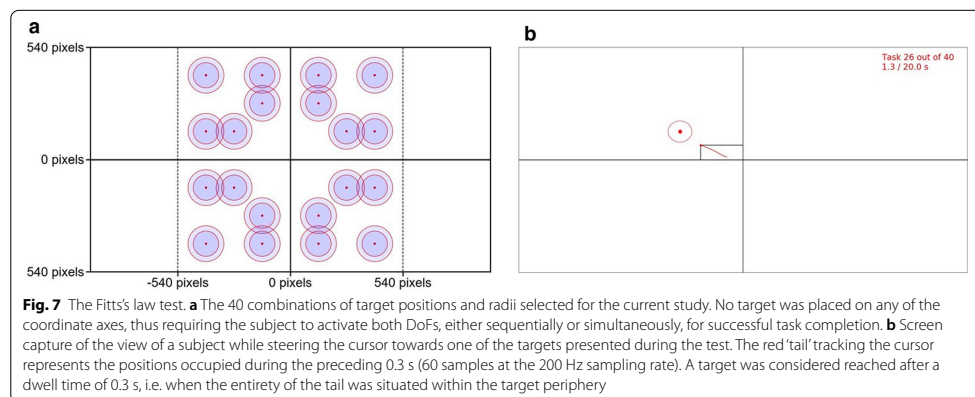 a
540 pixels
0 pixels
540 pixels
-540 pixels
0 pixels
540 pixels
b
Task 26 out of 40
1.3 / 20.0 s
Fig. 7 The Fitts's law test. a The 40 combinations of target positions and radii selected for the current study. No target was placed on any of the
coordinate axes, thus requiring the subject to activate both DoFs, either sequentially or simultaneously, for successful task completion. b Screen
capture of the view of a subject while steering the cursor towards one of the targets presented during the test. The red 'tail' tracking the cursor
represents the positions occupied during the preceding 0.3 s (60 samples at the 200 Hz sampling rate). A target was considered reached after a
dwell time of 0.3 s, i.e. when the entirety of the tail was situated within the target periphery